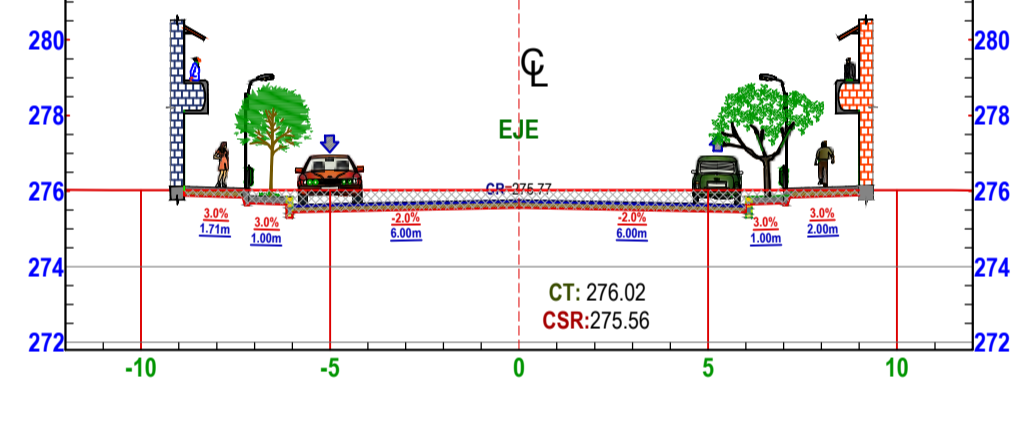 280 280
CL
278 278
EJE
276 CR=275.77 276
3.0% 3.0% -2.0% -2.0% 3.0% 3.0%
1.71m 1.00m 6.00m 6.00m 1.00m 2.00m
274 274
CT: 276.02
CSR:275.56
272 272
-10 -5 0 5 10